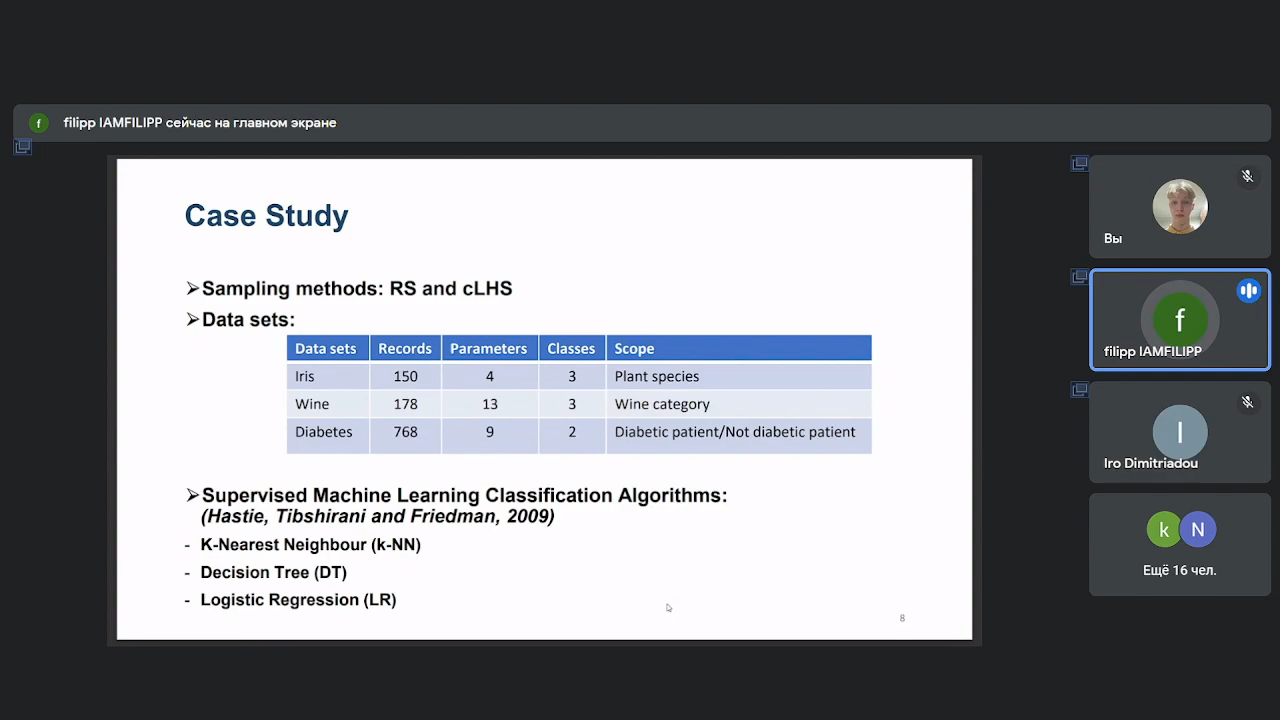 f
filipp IAMFILIPP сейчас на главном экране
Case Study
➢Sampling methods: RS and cLHS
➢Data sets:
Data sets Records Parameters Classes Scope
Iris 150 4 3 Plant species
Wine 178 13 3 Wine category
Diabetes 768 9 2 Diabetic patient/Not diabetic patient
➢Supervised Machine Learning Classification Algorithms:
(Hastie, Tibshirani and Friedman, 2009)
- K-Nearest Neighbour (k-NN)
- Decision Tree (DT)
- Logistic Regression (LR)
8
Вы
f
filipp IAMFILIPP
I
Iro Dimitriadou
k N
Ещё 16 чел.